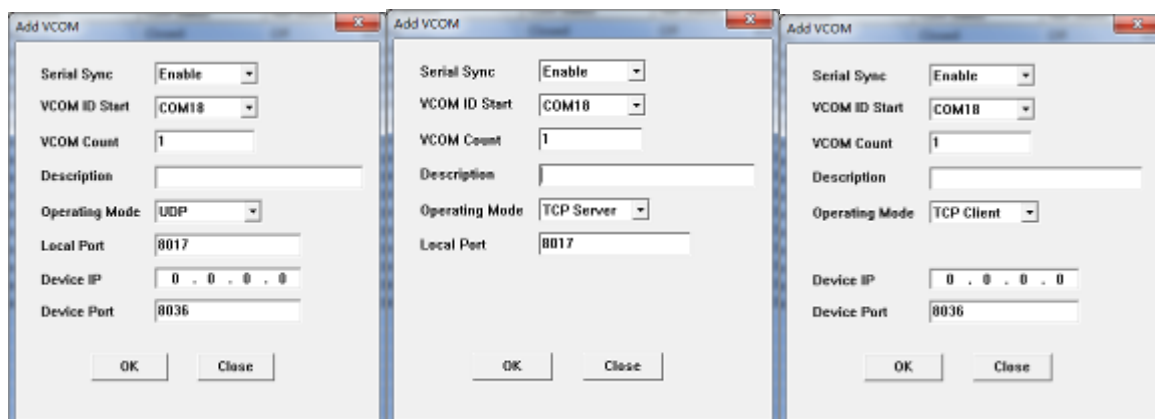 Add VCOM
Serial Sync Enable
VCOM ID Start COM18
VCOM Count 1
Description
Operating Mode UDP
Local Port 8017
Device IP 0 . 0 . 0 . 0
Device Port 8036
OK Close
Add VCOM
Serial Sync Enable
VCOM ID Start COM18
VCOM Count 1
Description
Operating Mode TCP Server
Local Port 8017
OK Close
Add VCOM
Serial Sync Enable
VCOM ID Start COM18
VCOM Count 1
Description
Operating Mode TCP Client
Device IP 0 . 0 . 0 . 0
Device Port 8036
OK Close